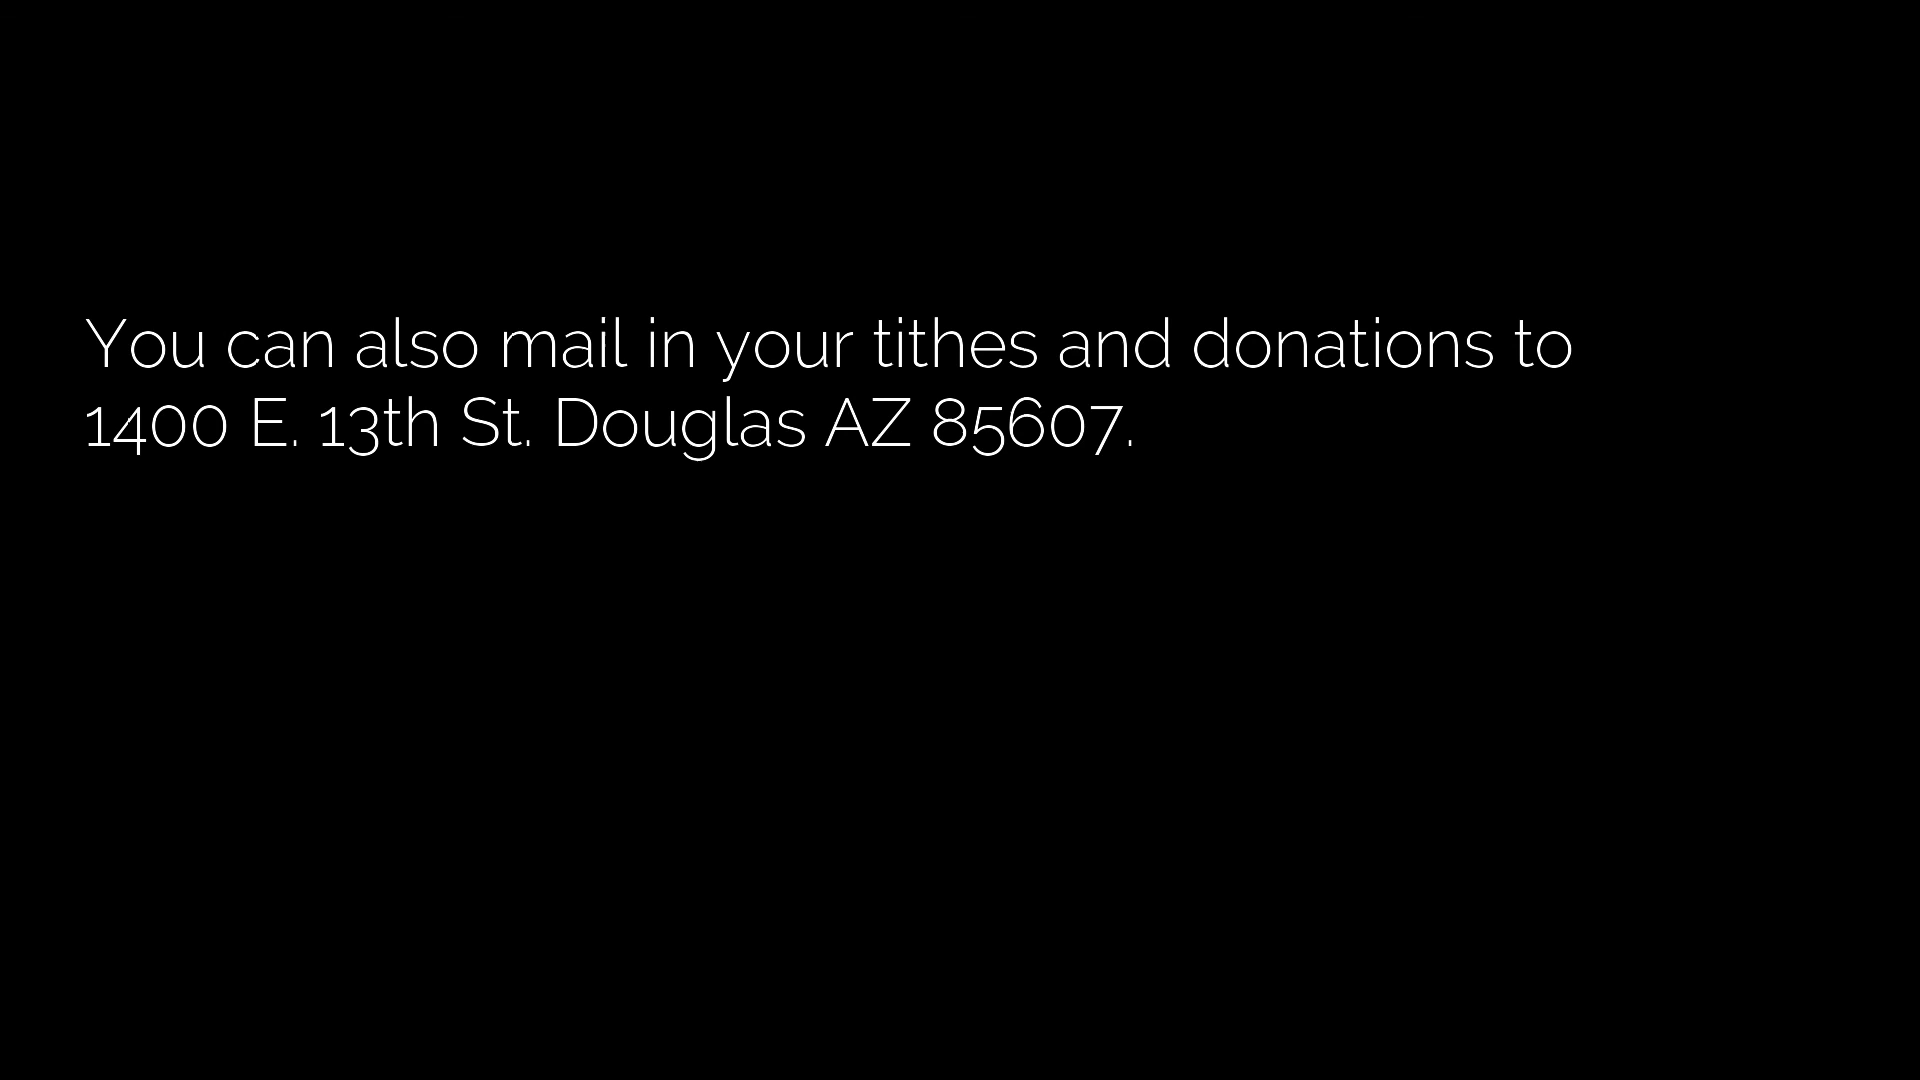 You can also mail in your tithes and donations to
1400 E. 13th St. Douglas AZ 85607.